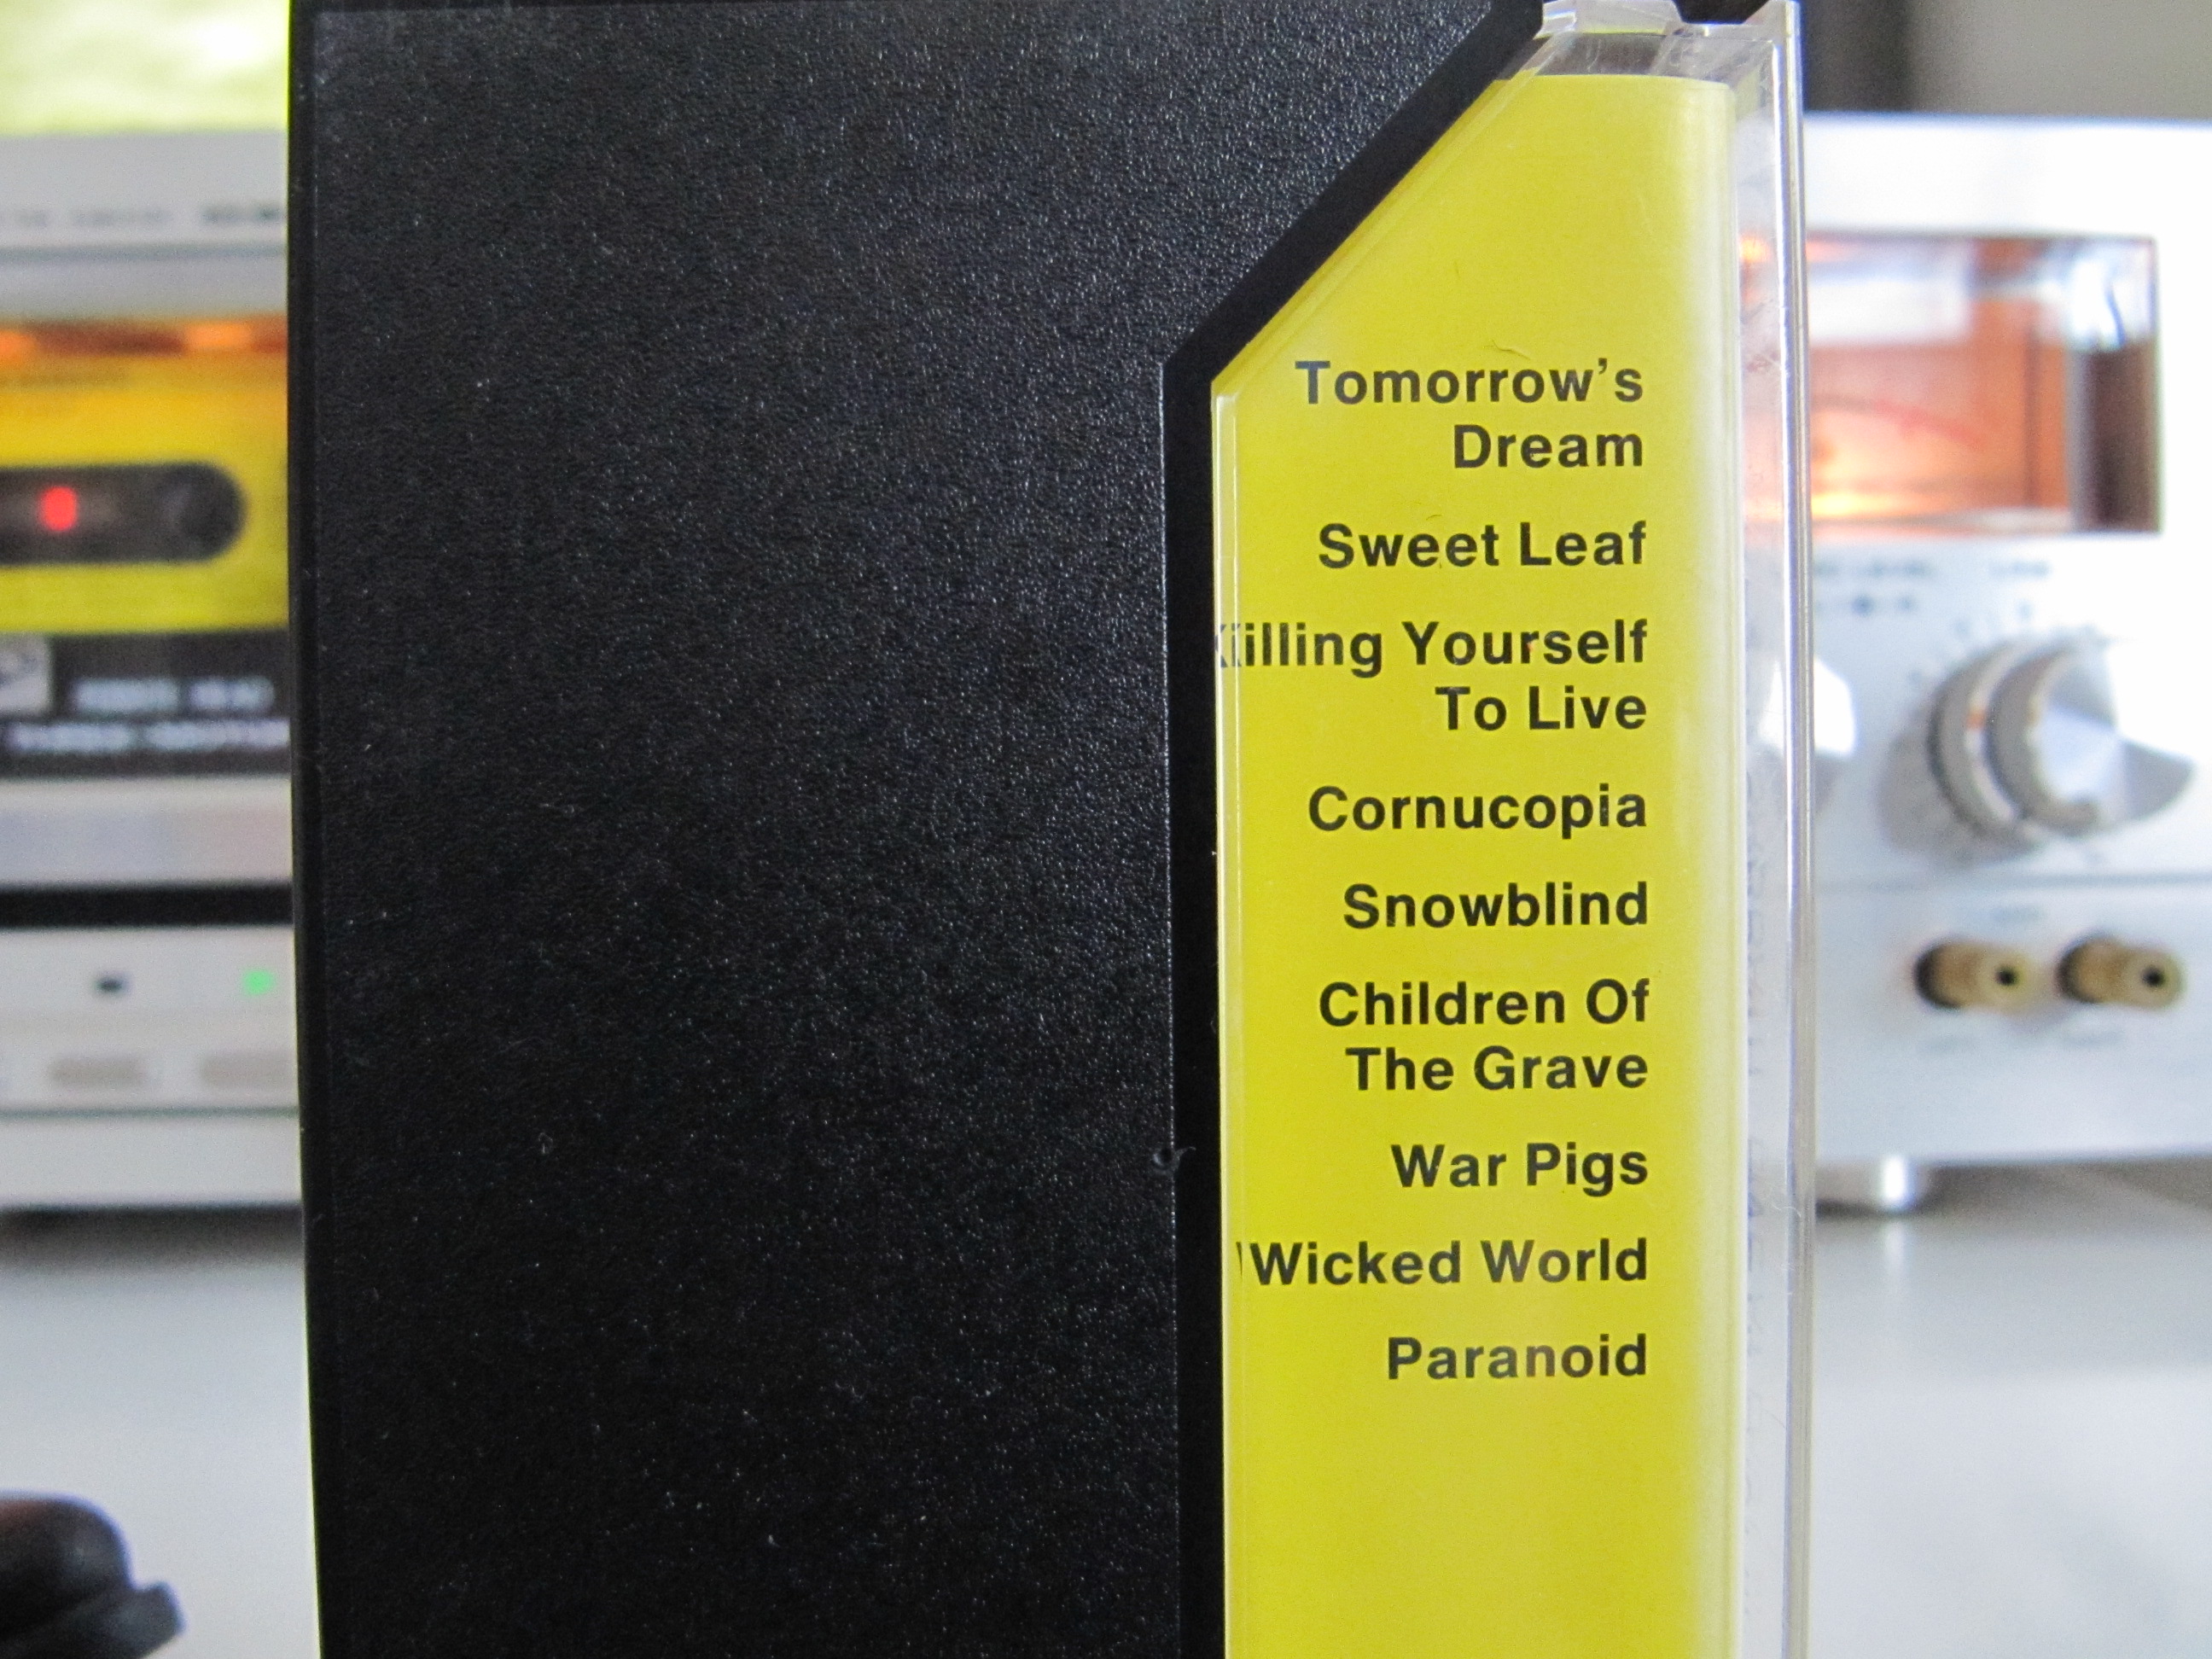 Tomorrow's
Dream
Sweet Leaf
Killing Yourself
To Live
Cornucopia
Snowblind
Children Of
The Grave
War Pigs
Wicked World
Paranoid